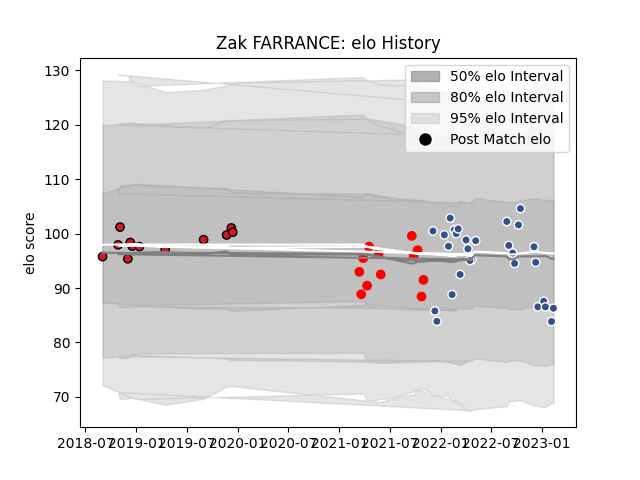 Zak FARRANCE: elo History
50% elo Interval
80% elo Interval
95% elo Interval
Post Match elo
elo score
130
120
110
100
90
80
70
2018-07 2019-01 2019-07 2020-01 2020-07 2021-01 2021-07 2022-01 2022-07 2023-01